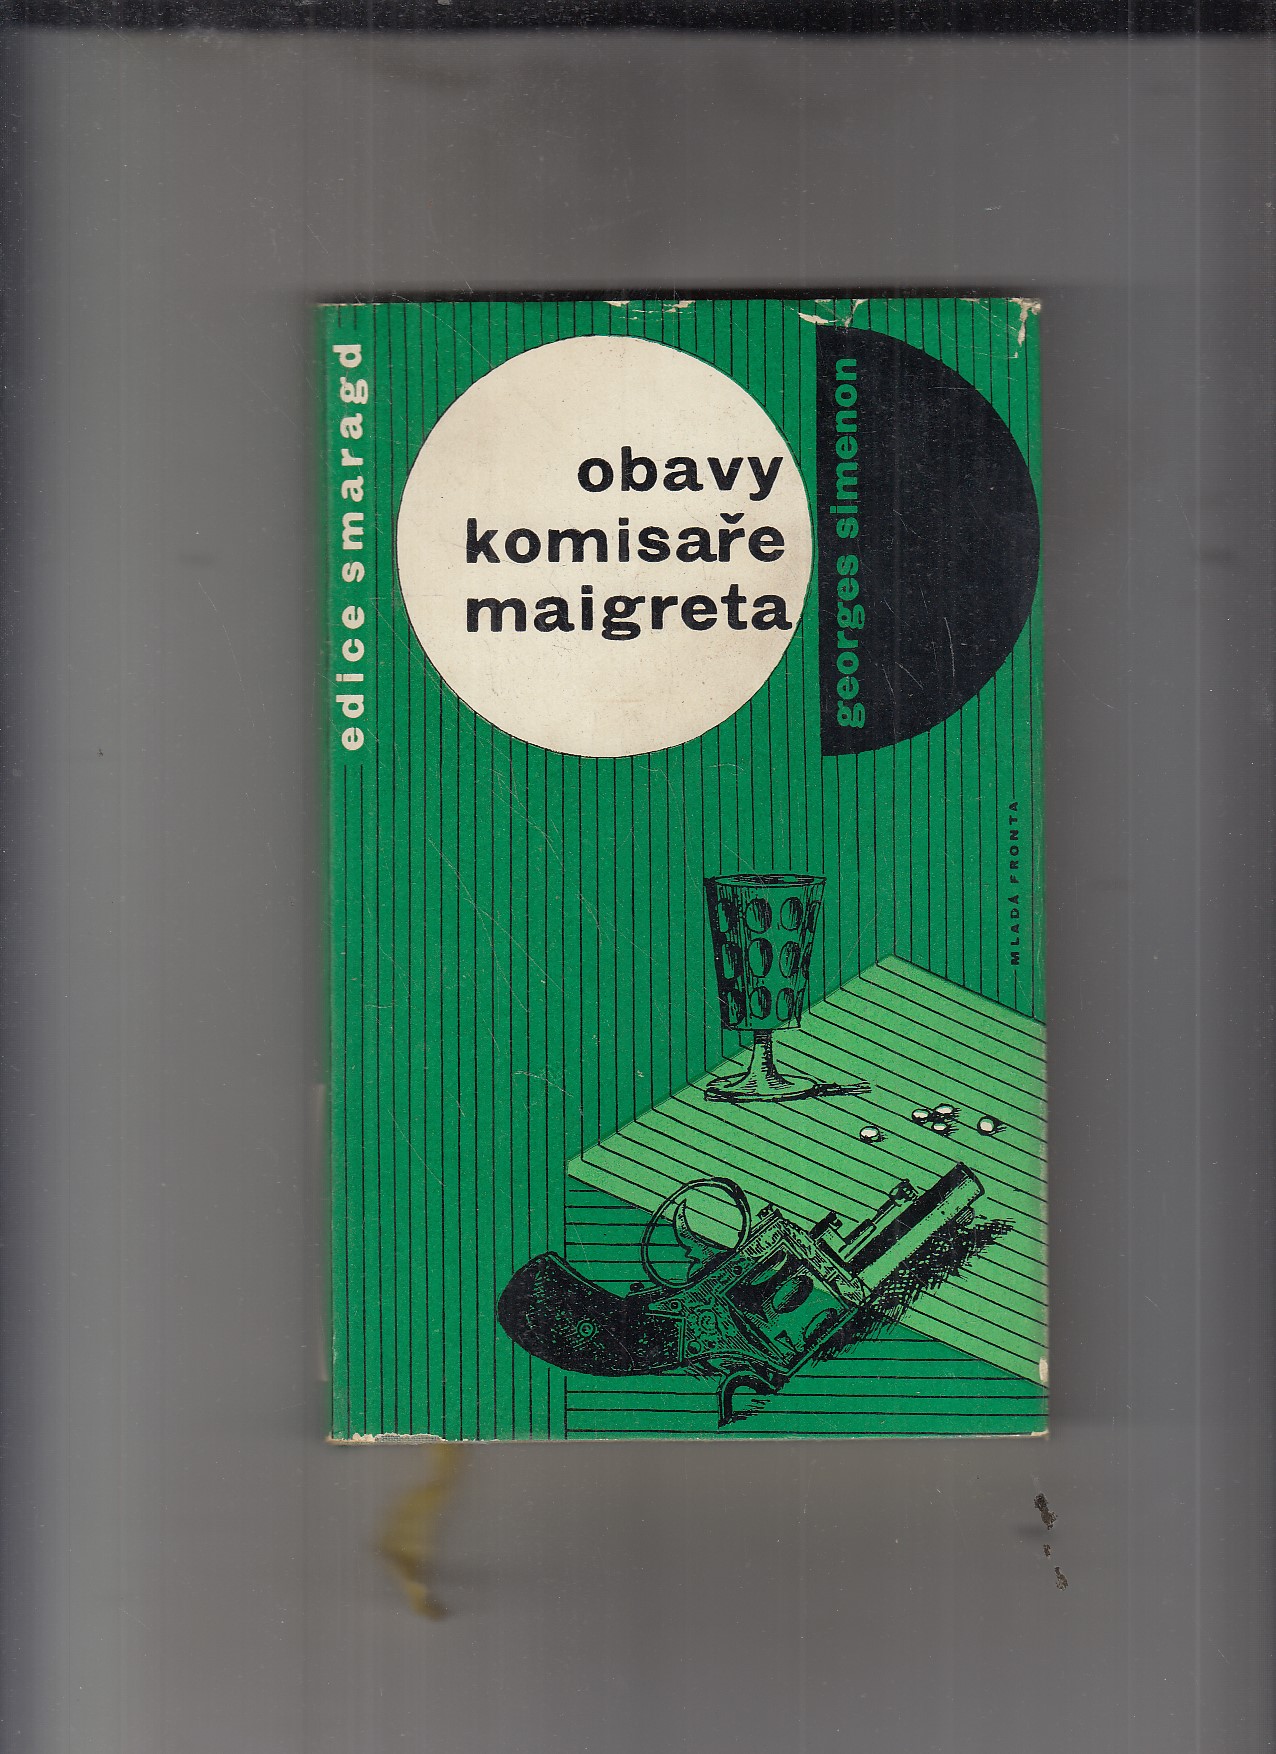 edice smaragd
obavy
komisaře
maigreta
georges simenon
MLADÁ FRONTA